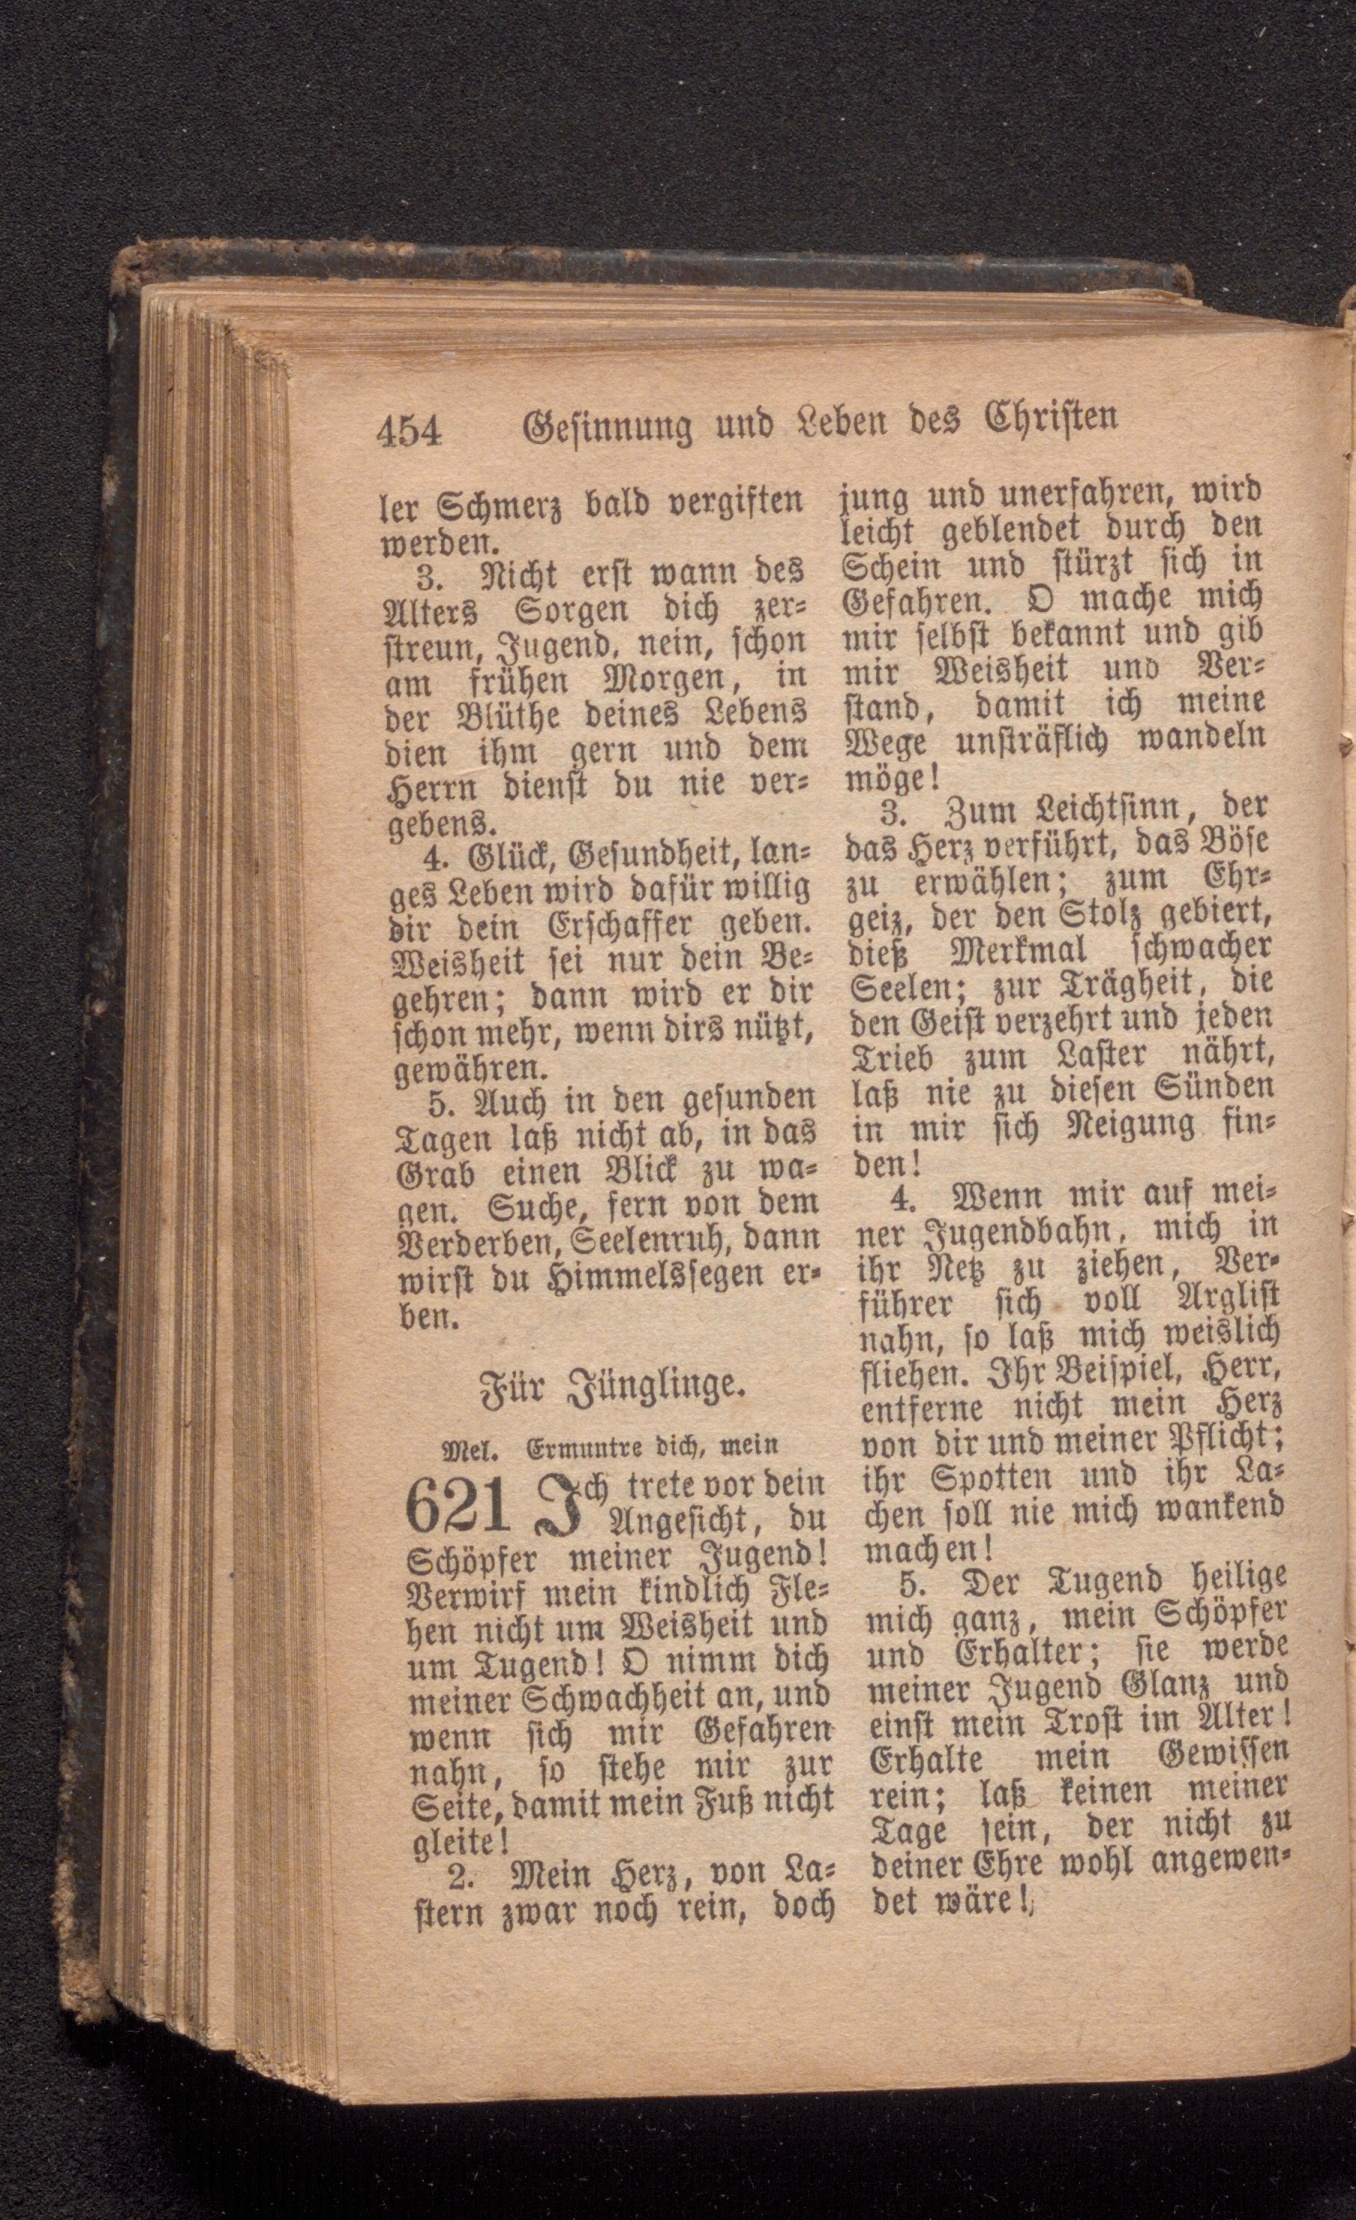 454 Gesinnung und Leben des Christen
ler Schmerz bald vergiften
werden.
3. Nicht erst wann des
Alters Sorgen dich zer-
streun, Jugend, nein, schon
am frühen Morgen, in
der Blüthe deines Lebens
dien ihm gern und dem
Herrn dienst du nie ver-
gebens.
4. Glück, Gesundheit, lan-
ges Leben wird dafür willig
dir dein Erschaffer geben.
Weisheit sei nur dein Be-
gehren; dann wird er dir
schon mehr, wenn dirs nützt,
gewähren.
5. Auch in den gesunden
Tagen laß nicht ab, in das
Grab einen Blick zu wa-
gen. Suche, fern von dem
Verderben, Seelenruh, dann
wirst du Himmelssegen er-
ben.
Für Jünglinge.
Mel. Ermuntre dich, mein
621 Ich trete vor dein
Angesicht, du
Schöpfer meiner Jugend!
Verwirf mein kindlich Fle-
hen nicht um Weisheit und
um Tugend! O nimm dich
meiner Schwachheit an, und
wenn sich mir Gefahren
nahn, so stehe mir zur
Seite, damit mein Fuß nicht
gleite!
2. Mein Herz, von La-
stern zwar noch rein, doch
jung und unerfahren, wird
leicht geblendet durch den
Schein und stürzt sich in
Gefahren. O mache mich
mir selbst bekannt und gib
mir Weisheit und Ver-
stand, damit ich meine
Wege unsträflich wandeln
möge!
3. Zum Leichtsinn, der
das Herz verführt, das Böse
zu erwählen; zum Ehr-
geiz, der den Stolz gebiert,
dieß Merkmal schwacher
Seelen; zur Trägheit, die
den Geist verzehrt und jeden
Trieb zum Laster nährt,
laß nie zu diesen Sünden
in mir sich Neigung fin-
den!
4. Wenn mir auf mei-
ner Jugendbahn, mich in
ihr Netz zu ziehen, Ver-
führer sich voll Arglist
nahn, so laß mich weislich
fliehen. Ihr Beispiel, Herr,
entferne nicht mein Herz
von dir und meiner Pflicht;
ihr Spotten und ihr La-
chen soll nie mich wankend
machen!
5. Der Tugend heilige
mich ganz, mein Schöpfer
und Erhalter; sie werde
meiner Jugend Glanz und
einst mein Trost im Alter!
Erhalte mein Gewissen
rein; laß keinen meiner
Tage sein, der nicht zu
deiner Ehre wohl angewen-
det wäre!